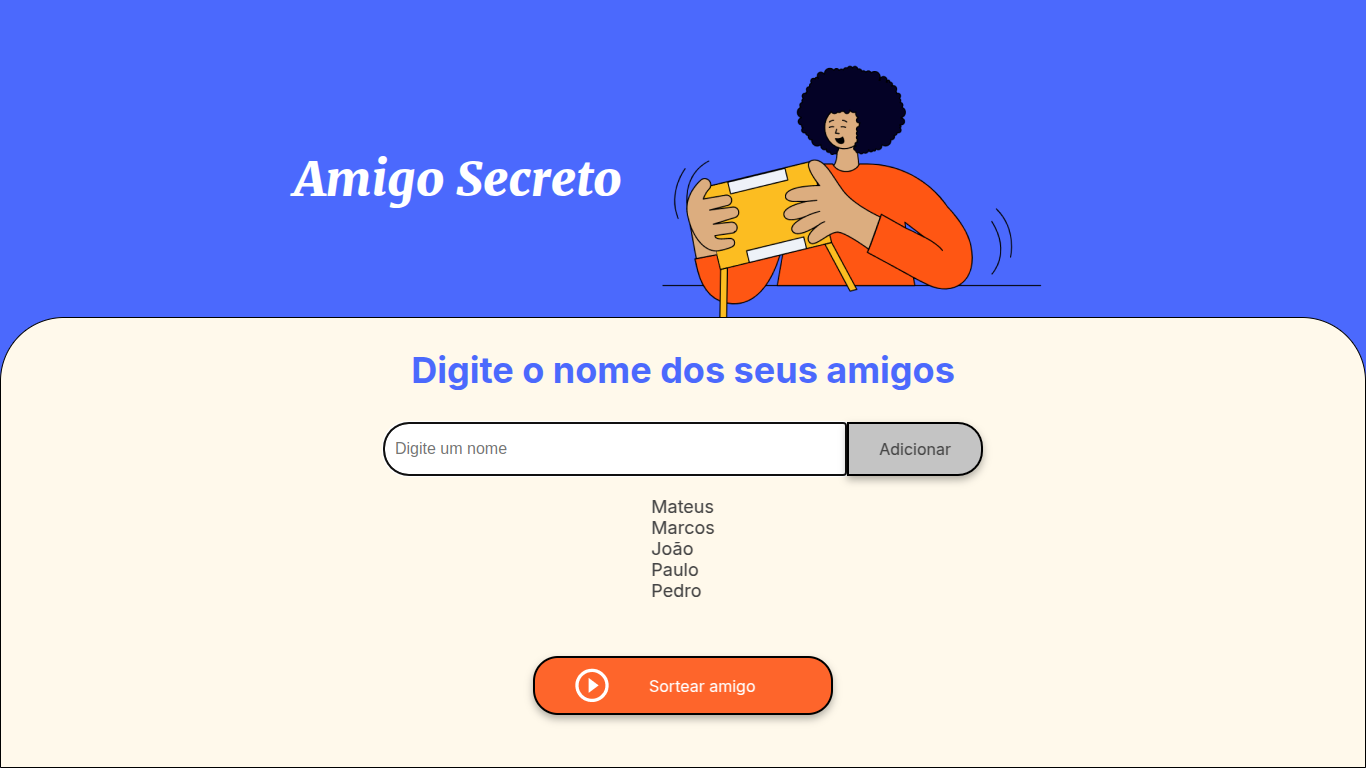 Amigo Secreto
Digite o nome dos seus amigos
Digite um nome
Adicionar
Mateus
Marcos
João
Paulo
Pedro
Sortear amigo